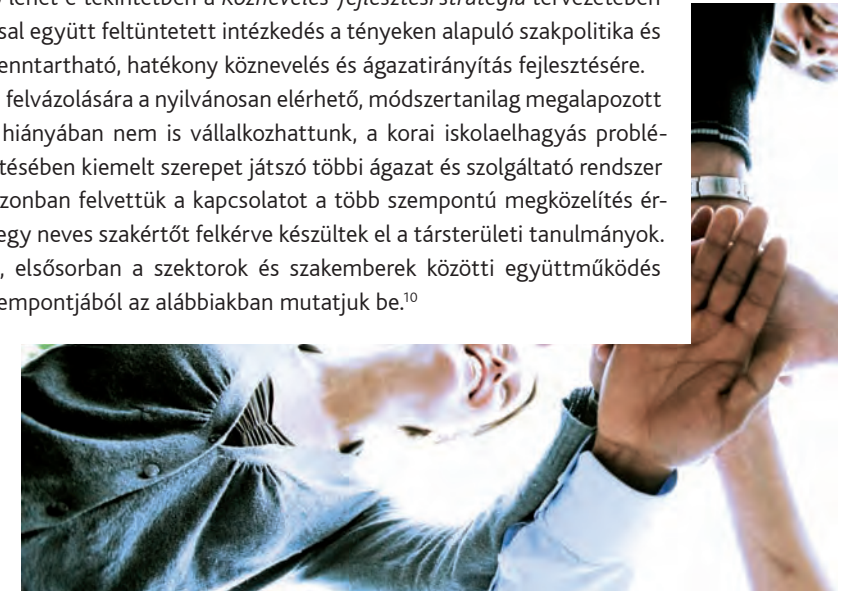 lehet e tekintetben a Köznevelés-fejlesztési stratégia tervezetében
sal együtt feltüntetett intézkedés a tényeken alapuló szakpolitika és
enntartható, hatékony köznevelés és ágazatirányítás fejlesztésére.
felvázolására a nyilvánosan elérhető, módszertanilag megalapozott
hiányában nem is vállalkozhattunk, a korai iskolaelhagyás problé-
tésében kiemelt szerepet játszó többi ágazat és szolgáltató rendszer
zonban felvettük a kapcsolatot a több szempontú megközelítés ér-
egy neves szakértőt felkérve készültek el a társterületi tanulmányok.
, elsősorban a szektorok és szakemberek közötti együttműködés
empontjából az alábbiakban mutatjuk be.¹⁰